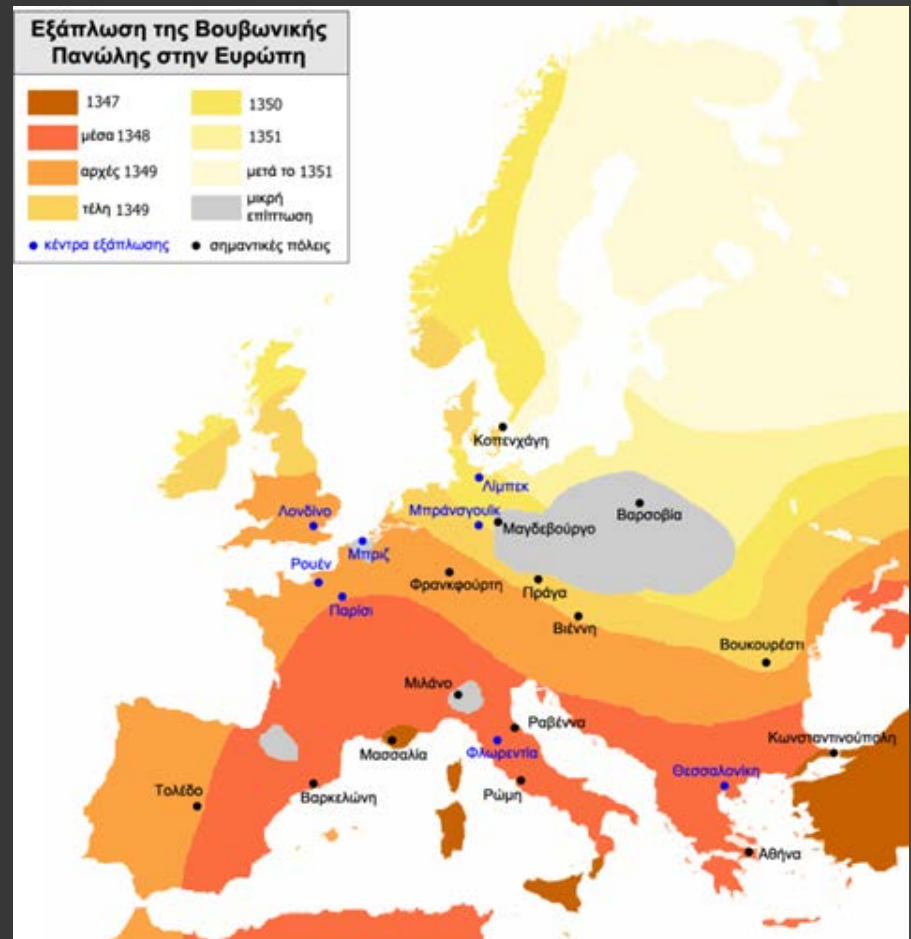 Εξάπλωση της Βουβωνικής
Πανώλης στην Ευρώπη
1347
μέσα 1348
αρχές 1349
τέλη 1349
1350
1351
μετά το 1351
μικρή
επίπτωση
κέντρα εξάπλωσης
σημαντικές πόλεις
Κοπενχάγη
Λίμπεκ
Μπράνσγουϊκ
Μαγδεβούργο
Βαρσοβία
Λονδίνο
Μπριζ
Ρουέν
Φρανκφούρτη
Πράγα
Παρίσι
Βιέννη
Βουκουρέστι
Μιλάνο
Ραβέννα
Κωνσταντινούπολη
Μασσαλία
Φλωρεντία
Θεσσαλονίκη
Τολέδο
Βαρκελώνη
Ρώμη
Αθήνα